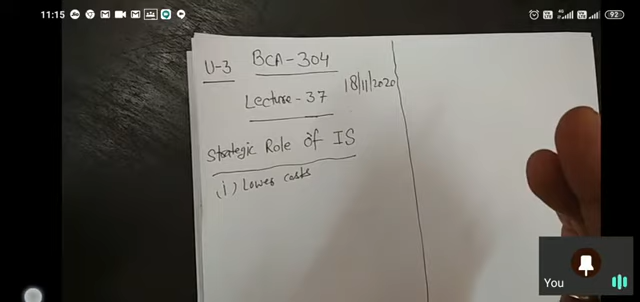 11:15
92
U-3 BCA-304
Lecture-37 18/11/2020
Strategic Role of IS
(i) Lower costs
You